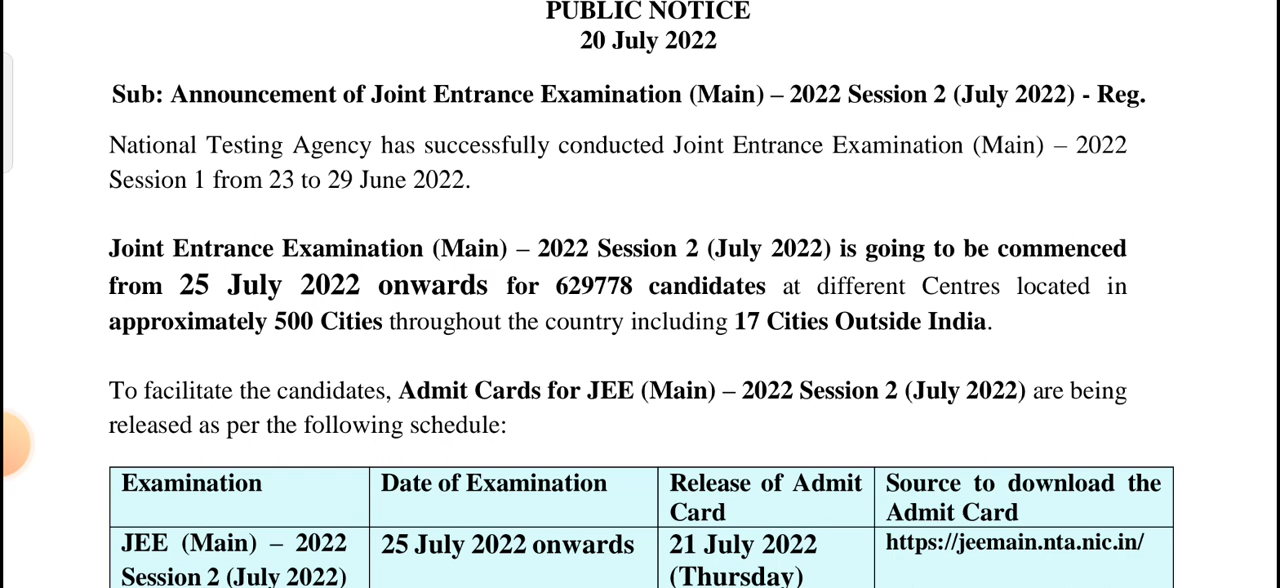 PUBLIC NOTICE
20 July 2022
Sub: Announcement of Joint Entrance Examination (Main) – 2022 Session 2 (July 2022) - Reg.
National Testing Agency has successfully conducted Joint Entrance Examination (Main) – 2022
Session 1 from 23 to 29 June 2022.
Joint Entrance Examination (Main) – 2022 Session 2 (July 2022) is going to be commenced
from 25 July 2022 onwards for 629778 candidates at different Centres located in
approximately 500 Cities throughout the country including 17 Cities Outside India.
To facilitate the candidates, Admit Cards for JEE (Main) – 2022 Session 2 (July 2022) are being
released as per the following schedule:
Examination
Date of Examination
Release of Admit
Card
Source to download the
Admit Card
JEE (Main) – 2022
Session 2 (July 2022)
25 July 2022 onwards
21 July 2022
(Thursday)
https://jeemain.nta.nic.in/